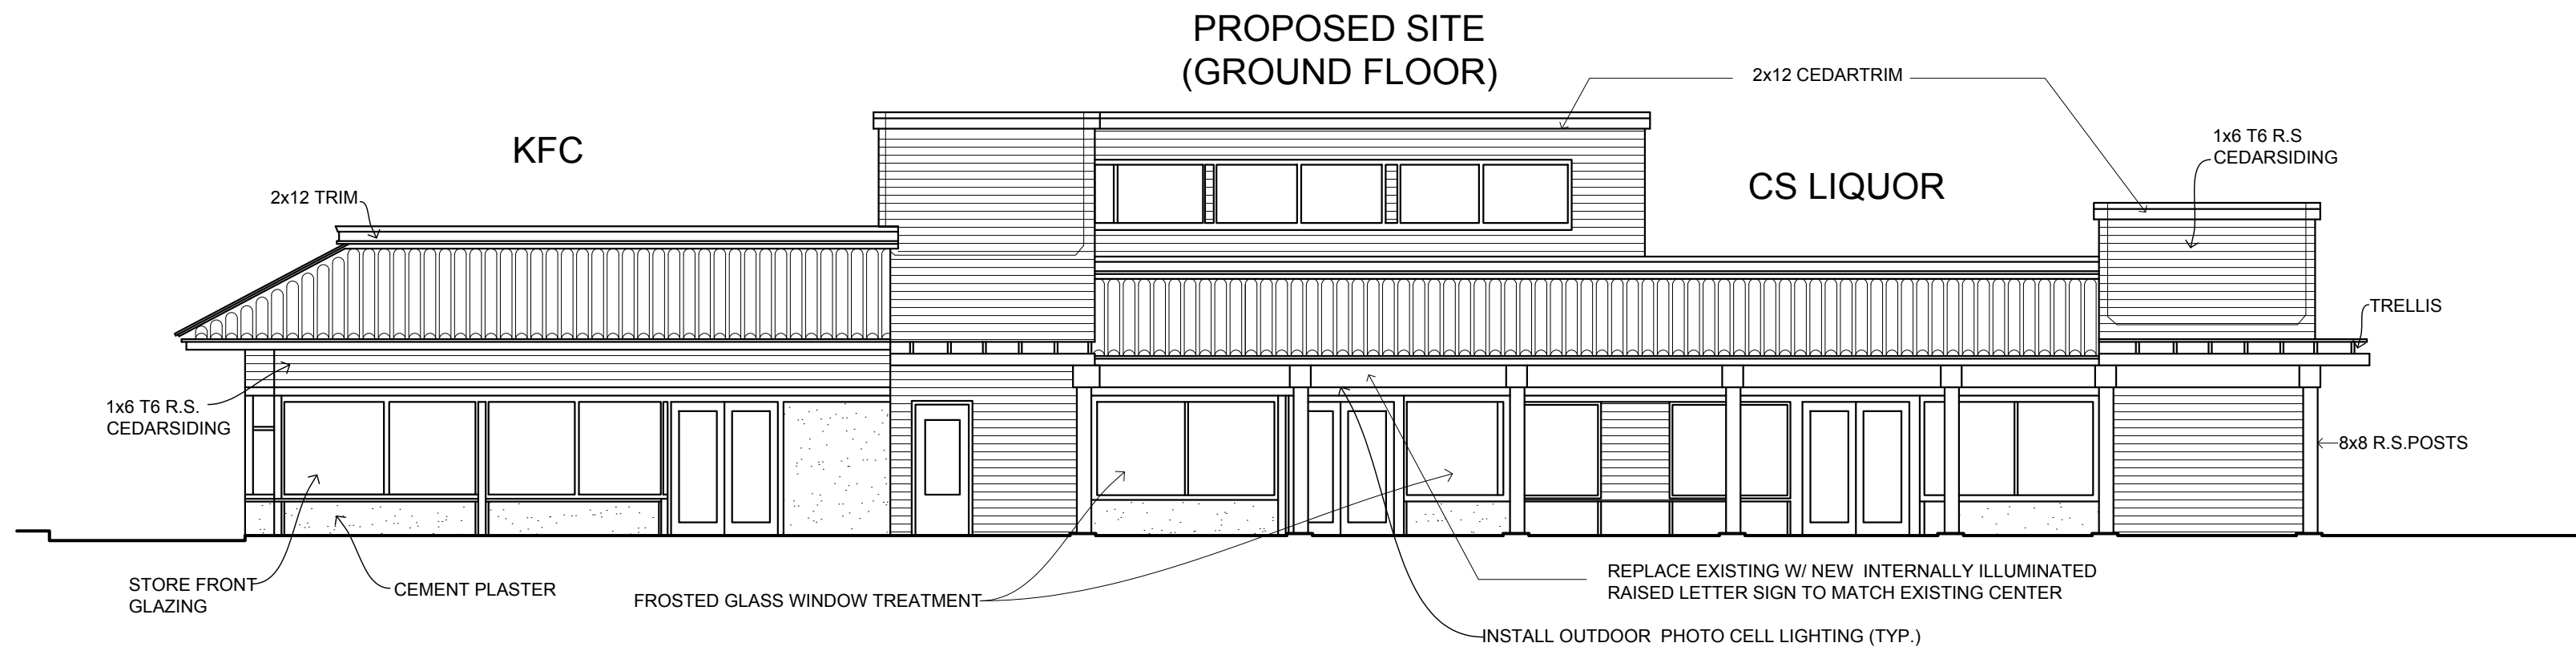 PROPOSED SITE
(GROUND FLOOR)
2x12 CEDARTRIM
KFC
1x6 T6 R.S
CEDARSIDING
CS LIQUOR
2x12 TRIM
TRELLIS
1x6 T6 R.S.
CEDARSIDING
8x8 R.S.POSTS
STORE FRONT
GLAZING
CEMENT PLASTER
FROSTED GLASS WINDOW TREATMENT
REPLACE EXISTING W/ NEW INTERNALLY ILLUMINATED
RAISED LETTER SIGN TO MATCH EXISTING CENTER
INSTALL OUTDOOR PHOTO CELL LIGHTING (TYP.)